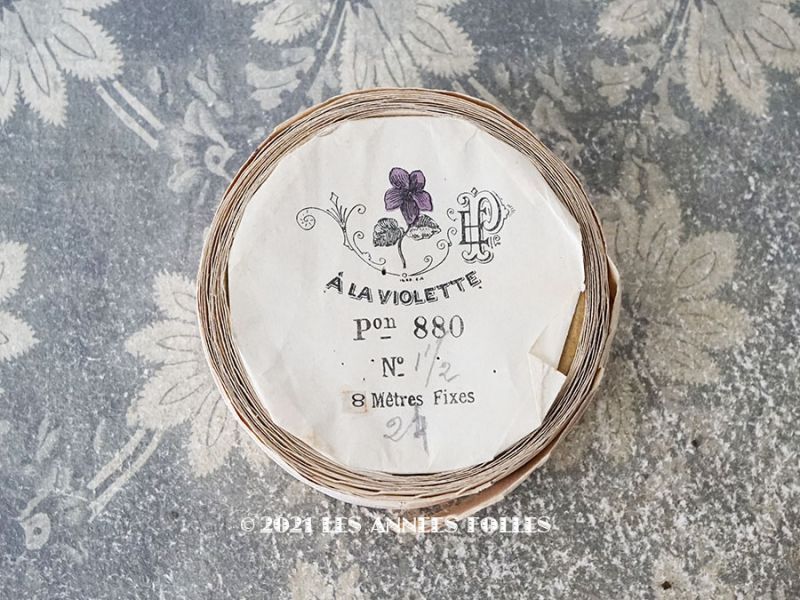 À LA VIOLETTE
Pon 880
No 1 1/2
8 Mètres Fixes
24
© 2021 LES ANNEES FOLLES